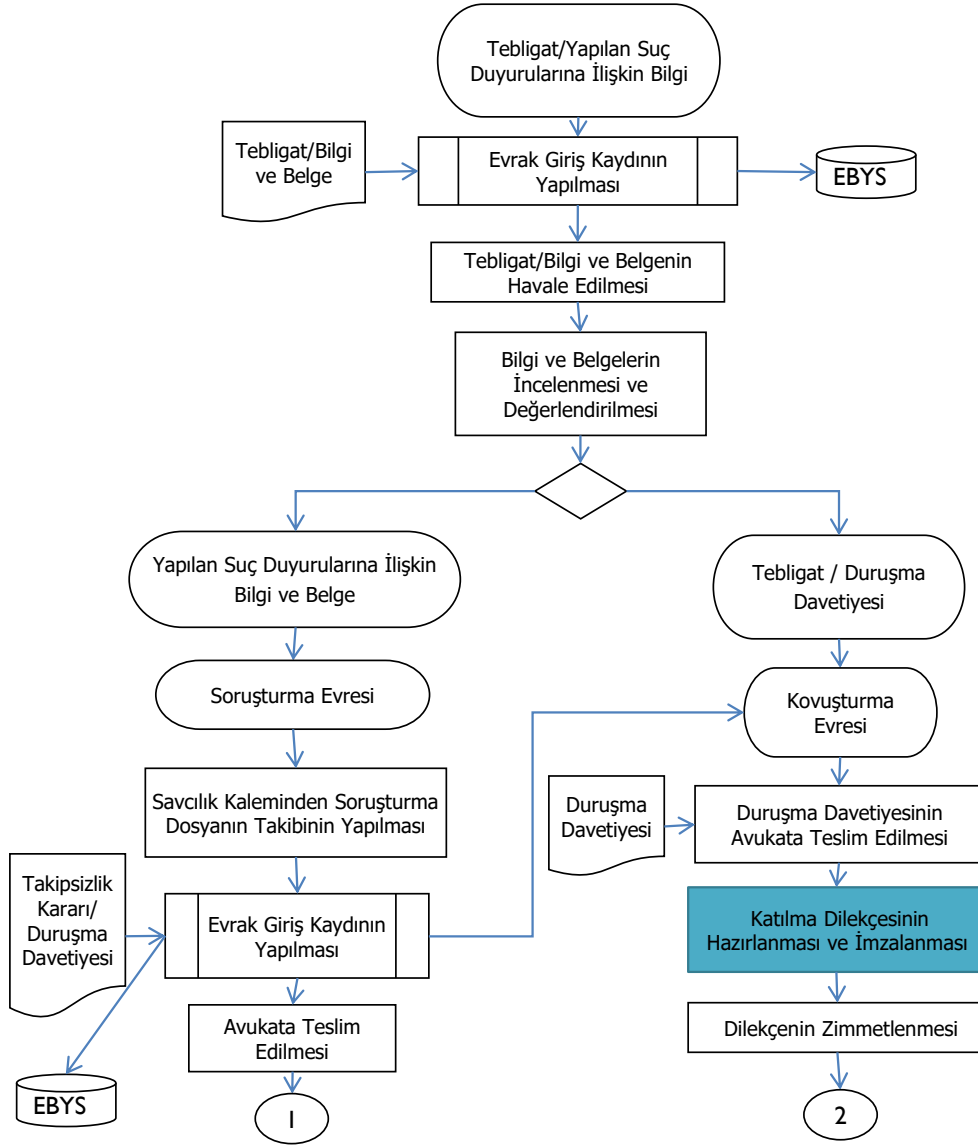 Tebligat/Yapılan Suç
Duyurularına İlişkin Bilgi
Tebligat/Bilgi
ve Belge
Evrak Giriş Kaydının
Yapılması
EBYS
Tebligat/Bilgi ve Belgenin
Havale Edilmesi
Bilgi ve Belgelerin
İncelenmesi ve
Değerlendirilmesi
Yapılan Suç Duyurularına İlişkin
Bilgi ve Belge
Tebligat / Duruşma
Davetiyesi
Soruşturma Evresi
Kovuşturma
Evresi
Savcılık Kaleminden Soruşturma
Dosyanın Takibinin Yapılması
Duruşma
Davetiyesi
Duruşma Davetiyesinin
Avukata Teslim Edilmesi
Takipsizlik
Kararı/
Duruşma
Davetiyesi
Evrak Giriş Kaydının
Yapılması
Katılma Dilekçesinin
Hazırlanması ve İmzalanması
Avukata Teslim
Edilmesi
Dilekçenin Zimmetlenmesi
EBYS
1
2